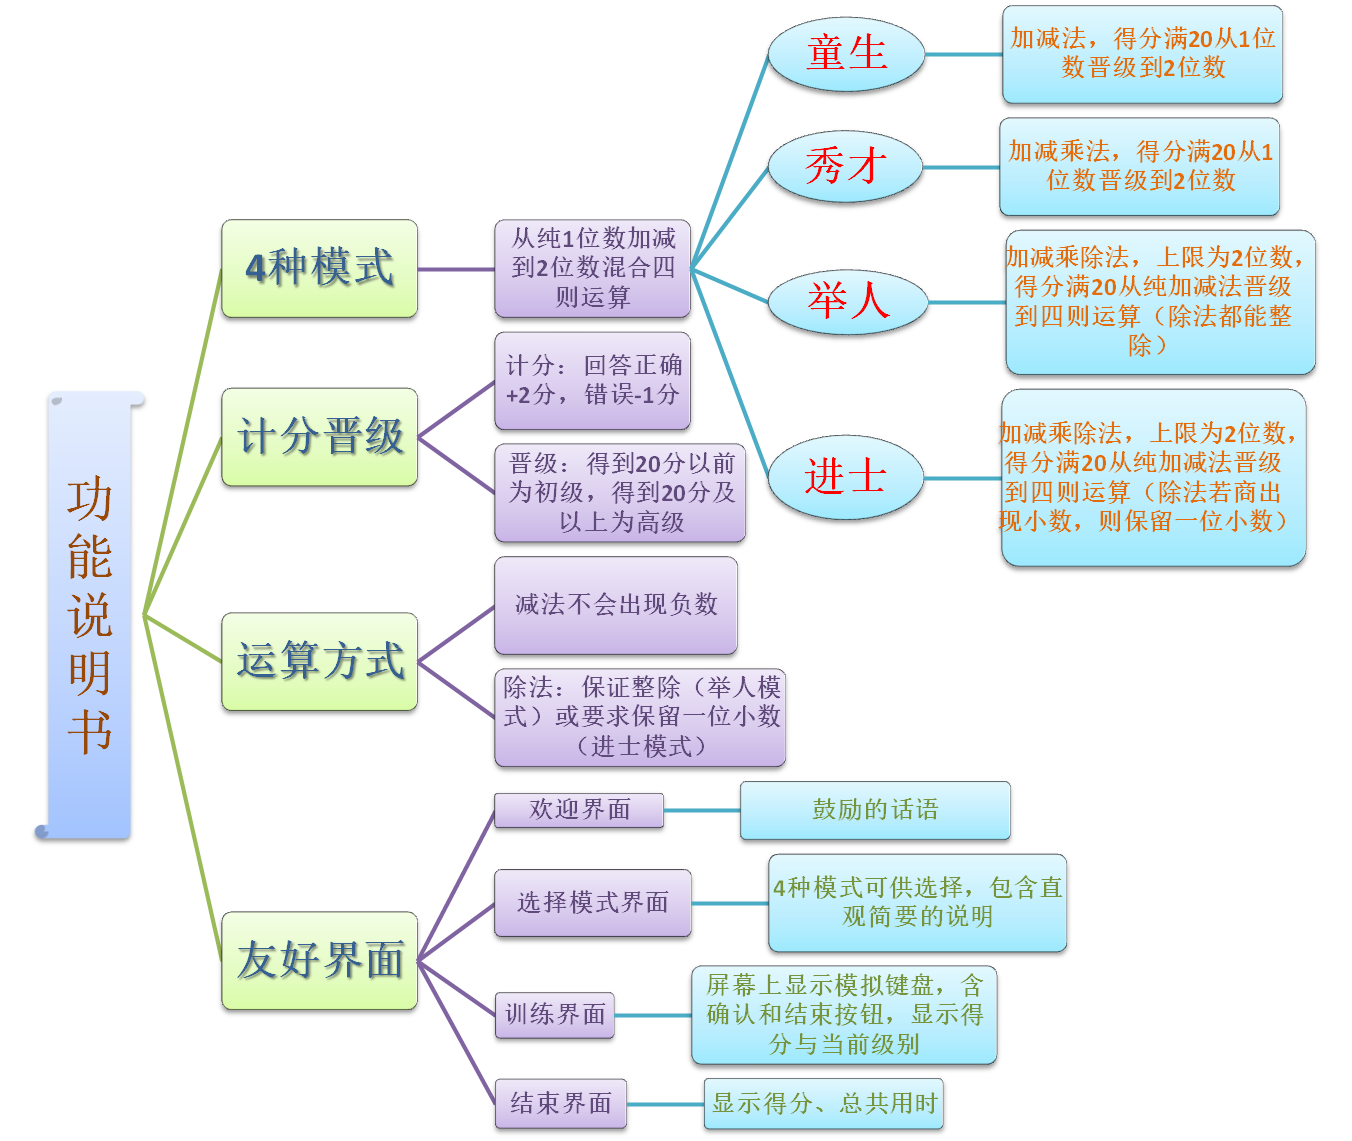 功能说明书
4种模式
从纯1位数加减
到2位数混合四
则运算
童生
加减法，得分满20从1位
数晋级到2位数
秀才
加减乘法，得分满20从1
位数晋级到2位数
举人
加减乘除法，上限为2位数，
得分满20从纯加减法晋级
到四则运算（除法都能整
除）
进士
加减乘除法，上限为2位数，
得分满20从纯加减法晋级
到四则运算（除法若商出
现小数，则保留一位小数）
计分晋级
计分：回答正确
+2分，错误-1分
晋级：得到20分以前
为初级，得到20分及
以上为高级
运算方式
减法不会出现负数
除法：保证整除（举人模
式）或要求保留一位小数
（进士模式）
友好界面
欢迎界面
鼓励的话语
选择模式界面
4种模式可供选择，包含直
观简要的说明
训练界面
屏幕上显示模拟键盘，含
确认和结束按钮，显示得
分与当前级别
结束界面
显示得分、总共用时